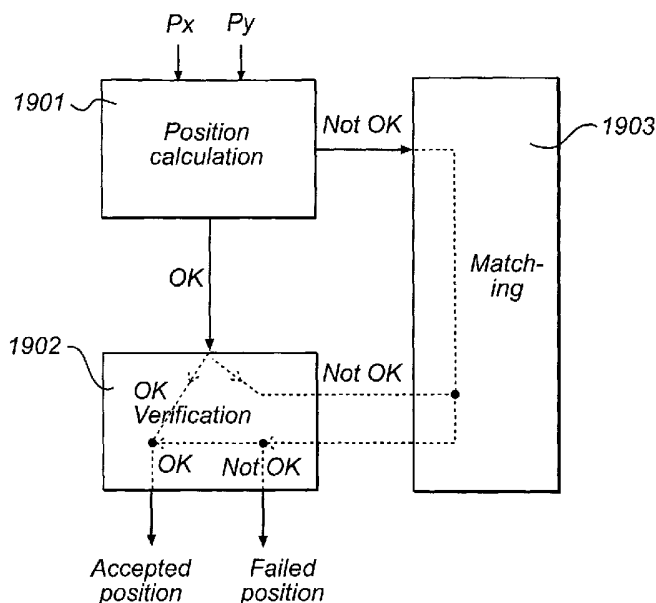 Px Py
1901
Position
calculation
Not OK
1903
Match-
ing
OK
1902
Not OK
OK
Verification
OK
Not OK
Accepted
position
Failed
position